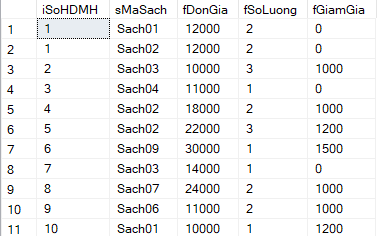 iSoHDMH sMaSach fDonGia fSoLuong fGiamGia
1 1 Sach01 12000 2 0
2 1 Sach02 12000 2 0
3 2 Sach03 10000 3 1000
4 3 Sach04 11000 1 0
5 4 Sach02 18000 2 1000
6 5 Sach02 22000 3 1200
7 6 Sach09 30000 1 1500
8 7 Sach03 14000 1 0
9 8 Sach07 24000 2 1000
10 9 Sach06 11000 2 1000
11 10 Sach01 10000 1 1200